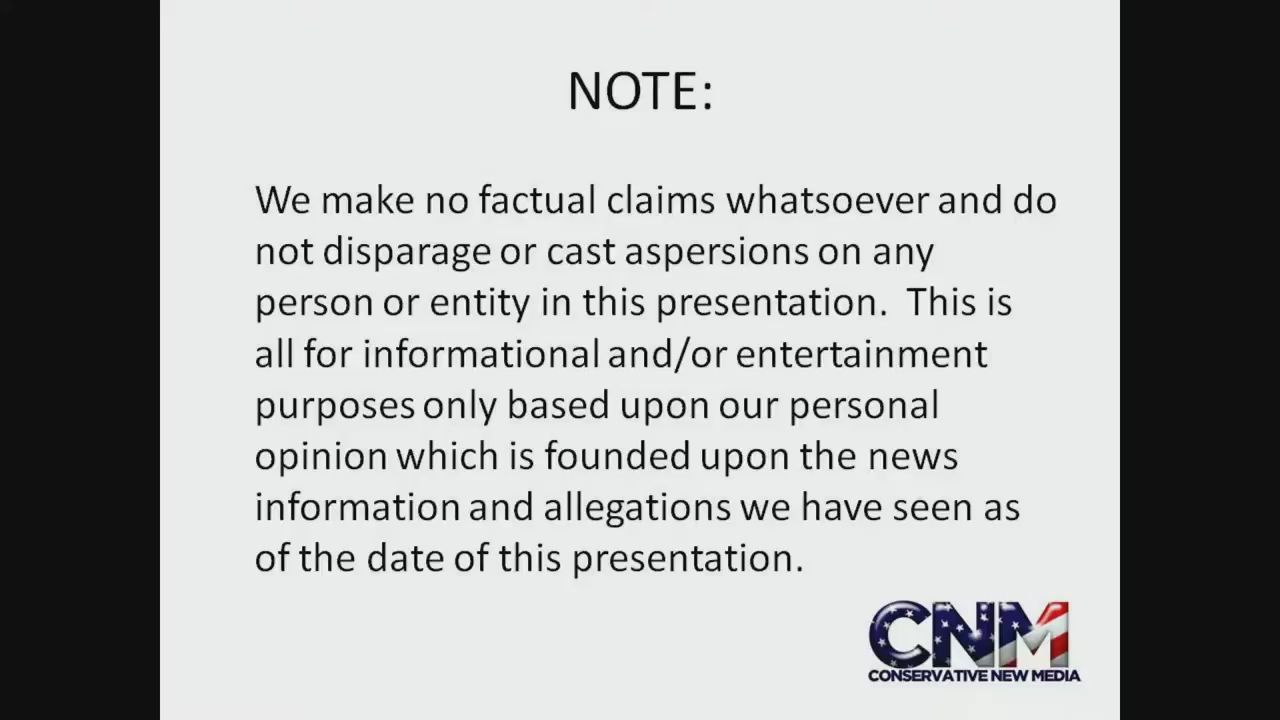 NOTE:
We make no factual claims whatsoever and do
not disparage or cast aspersions on any
person or entity in this presentation.  This is
all for informational and/or entertainment
purposes only based upon our personal
opinion which is founded upon the news
information and allegations we have seen as
of the date of this presentation.
CNM
CONSERVATIVE NEW MEDIA